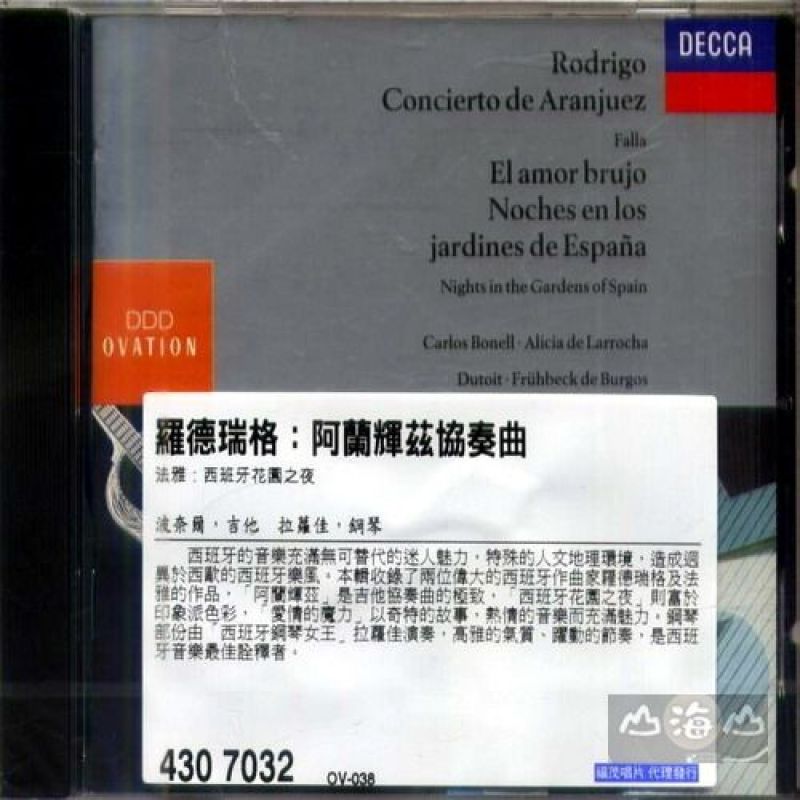 DECCA
Rodrigo
Concierto de Aranjuez
Falla
El amor brujo
Noches en los
jardines de España
Nights in the Gardens of Spain
Carlos Bonell · Alicia de Larrocha
Dutoit · Frühbeck de Burgos
DDD
OVATION
羅德瑞格：阿蘭輝茲協奏曲
法雅：西班牙花園之夜
波奈爾，吉他 拉蘿佳，鋼琴
西班牙的音樂充滿無可替代的迷人魅力，特殊的人文地理環境，造成迥
異於西歐的西班牙樂風。本輯收錄了兩位偉大的西班牙作曲家羅德瑞格及法
雅的作品，「阿蘭輝茲」是吉他協奏曲的極致，「西班牙花園之夜」則富於
印象派色彩，「愛情的魔力」以奇特的故事，熱情的音樂而充滿魅力。鋼琴
部份由「西班牙鋼琴女王」拉蘿佳演奏，高雅的氣質、躍動的節奏，是西班
牙音樂最佳詮釋者。
430 7032
OV-038
福茂唱片 代理發行
山海山